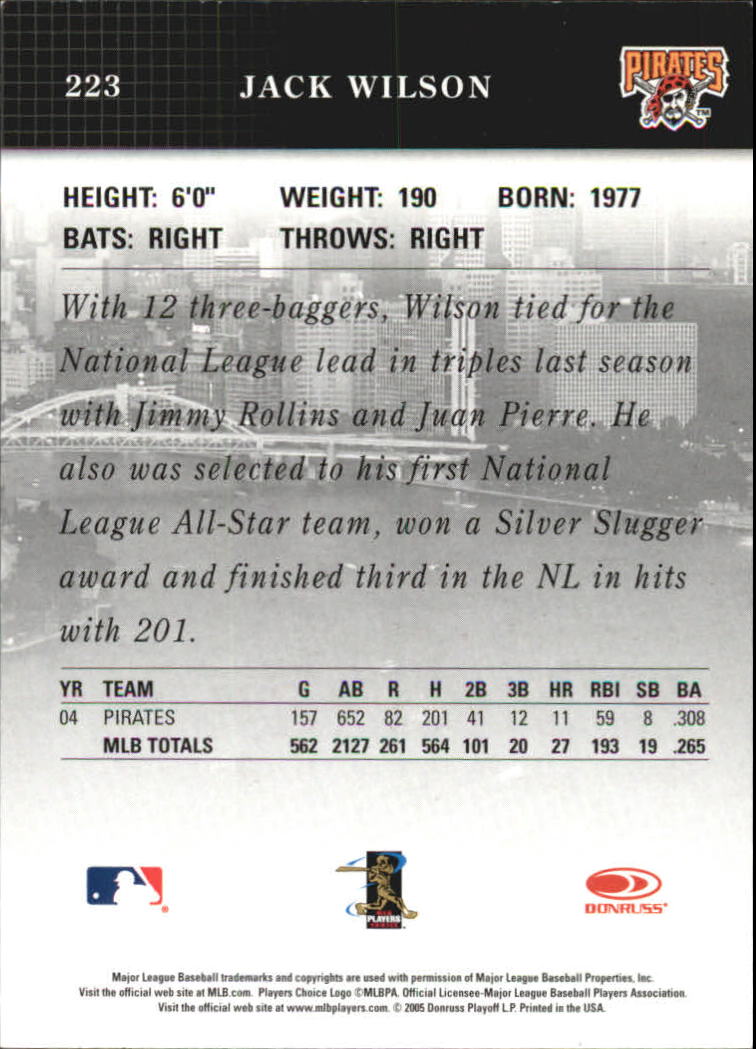 223 JACK WILSON
PIRATES
TM
HEIGHT: 6'0" WEIGHT: 190 BORN: 1977
BATS: RIGHT THROWS: RIGHT
With 12 three-baggers, Wilson tied for the
National League lead in triples last season
with Jimmy Rollins and Juan Pierre. He
also was selected to his first National
League All-Star team, won a Silver Slugger
award and finished third in the NL in hits
with 201.
YR TEAM G AB R H 2B 3B HR RBI SB BA
04 PIRATES 157 652 82 201 41 12 11 59 8 .308
MLB TOTALS 562 2127 261 564 101 20 27 193 19 .265
PLAYERS
DONRUSS
Major League Baseball trademarks and copyrights are used with permission of Major League Baseball Properties, Inc.
Visit the official web site at MLB.com. Players Choice Logo ©MLBPA. Official Licensee-Major League Baseball Players Association.
Visit the official web site at www.mlbplayers.com. © 2005 Donruss Playoff L.P. Printed in the USA.